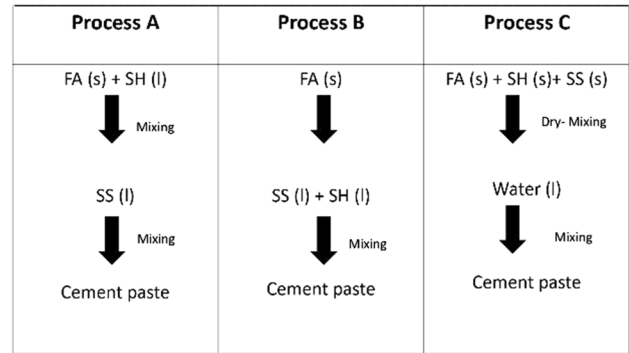 Process A
Process B
Process C
FA (s) + SH (l)
FA (s)
FA (s) + SH (s)+ SS (s)
Mixing
Dry- Mixing
SS (l)
SS (l) + SH (l)
Water (l)
Mixing
Mixing
Mixing
Cement paste
Cement paste
Cement paste